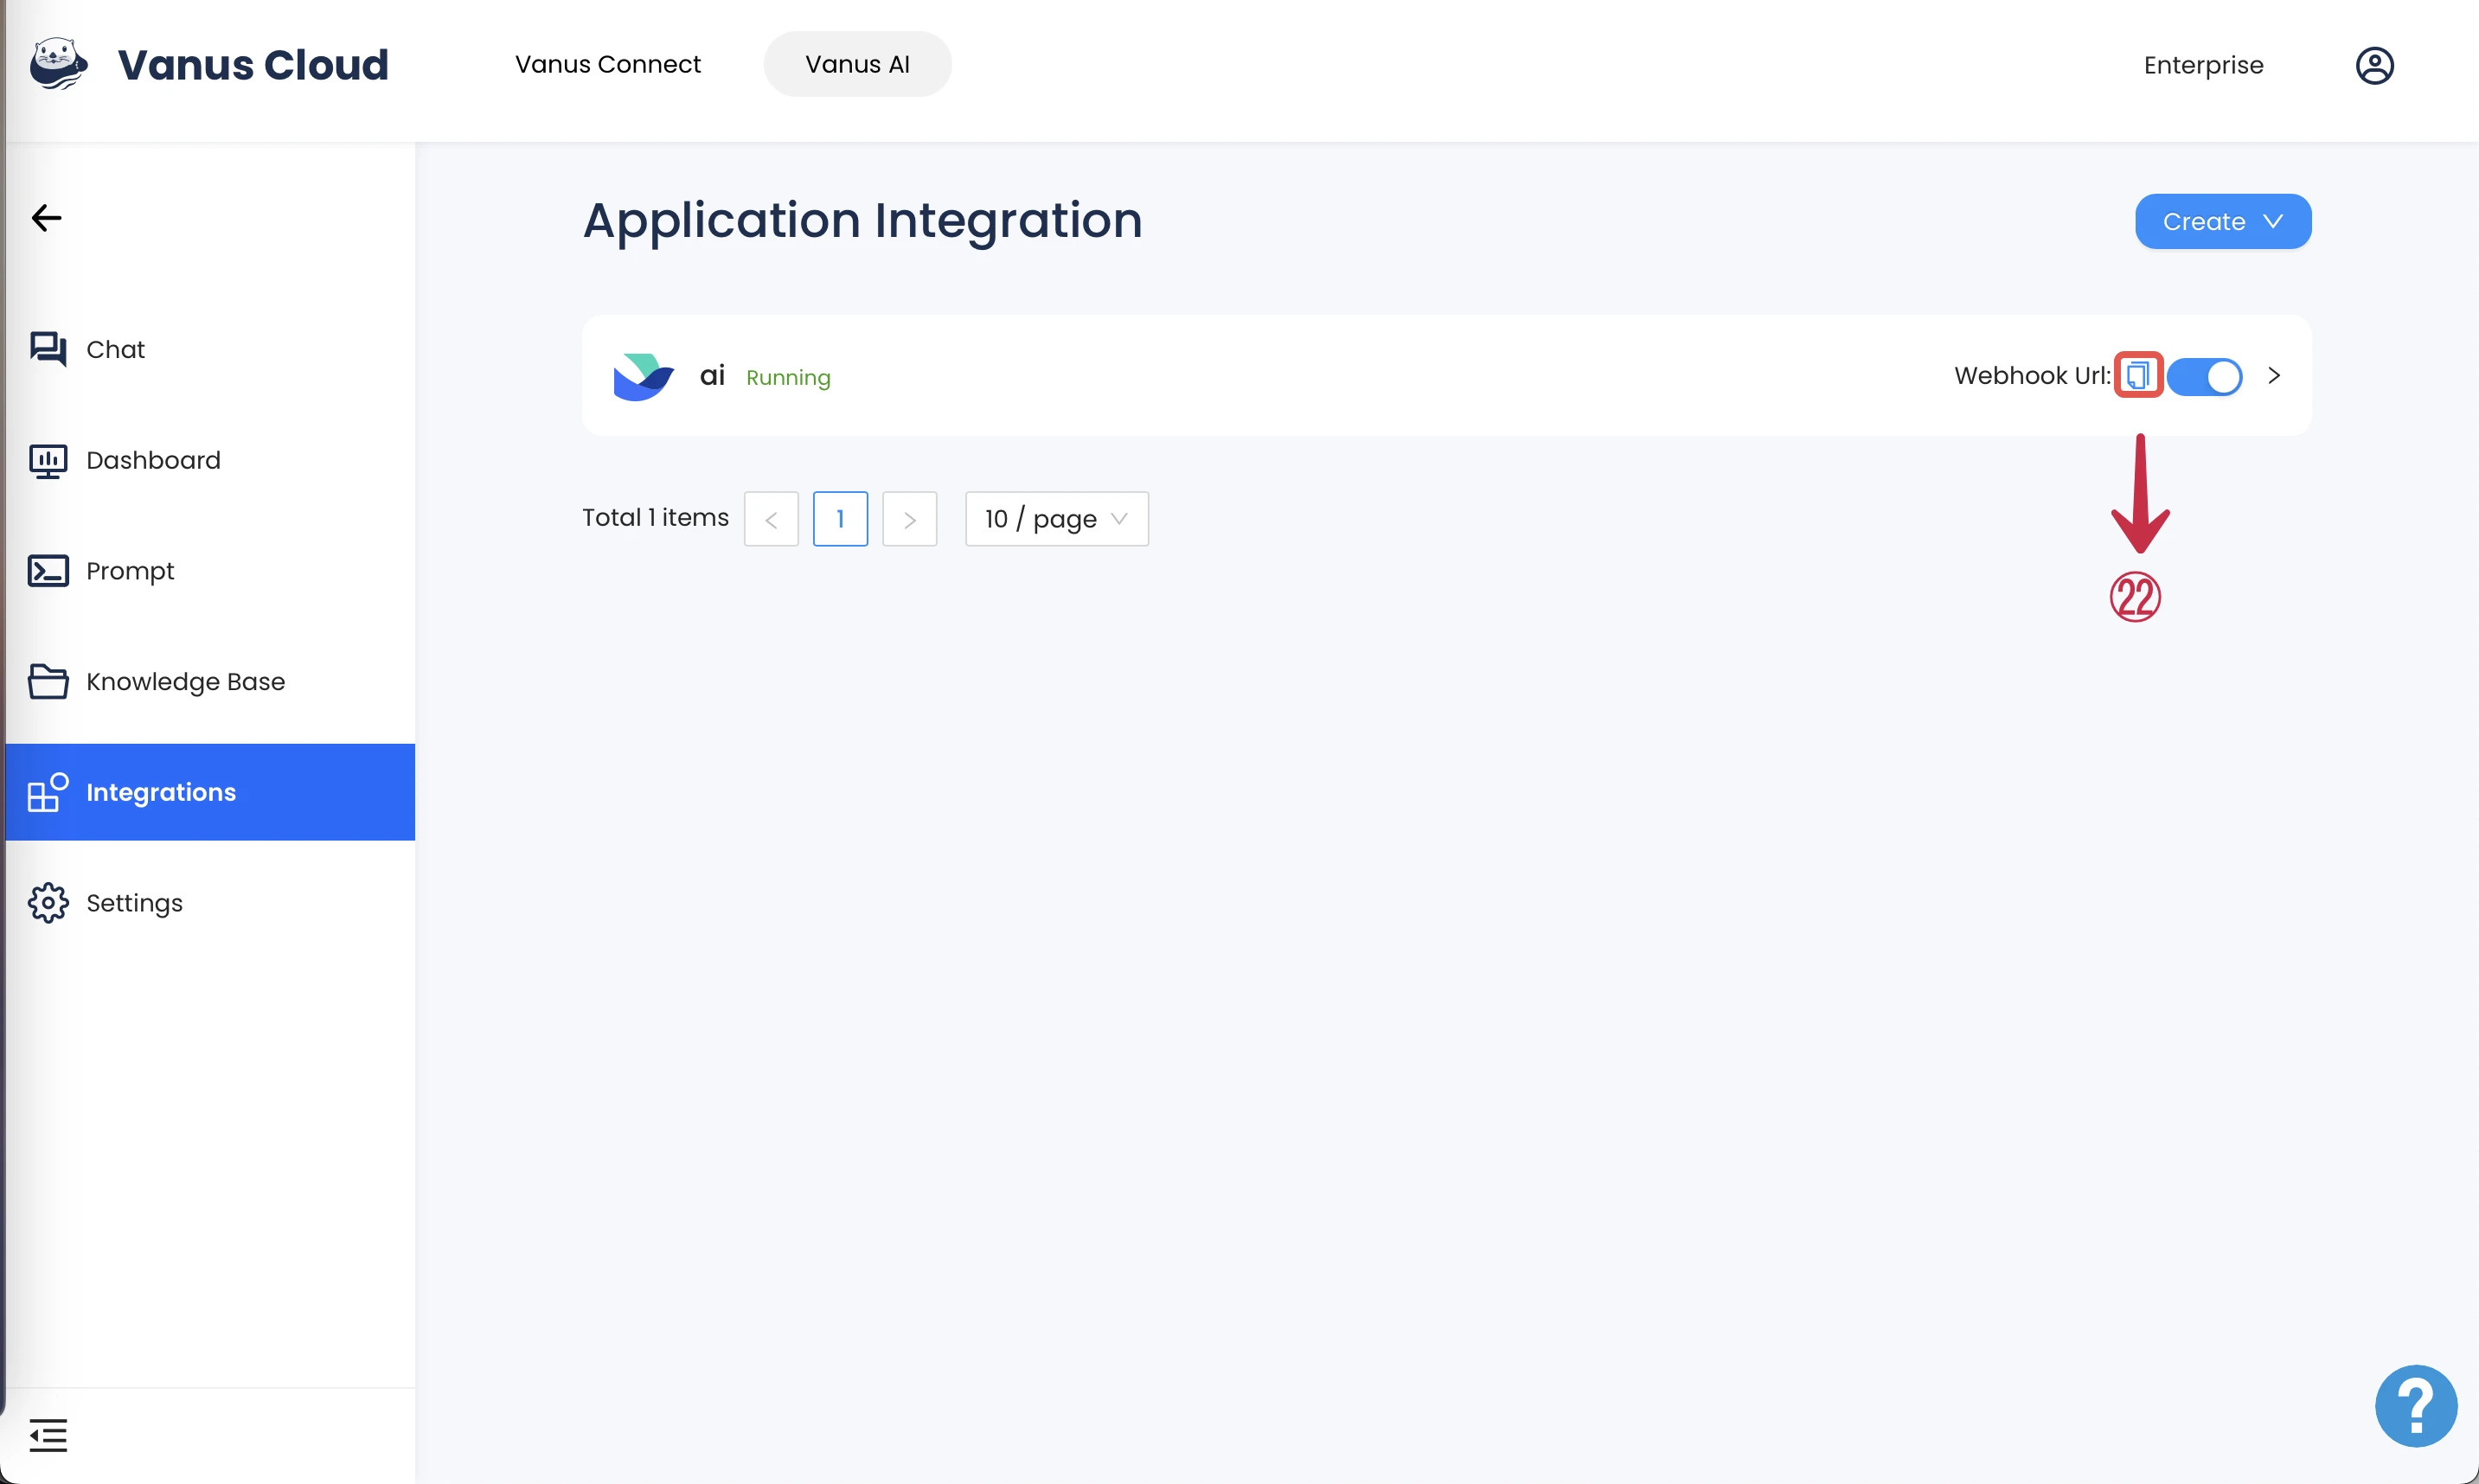 Vanus Cloud
Vanus Connect
Vanus AI
Enterprise
Application Integration
Create
Chat
ai Running
Webhook Url:
Dashboard
Total 1 items
1
10 / page
Prompt
㉒
Knowledge Base
Integrations
Settings
?